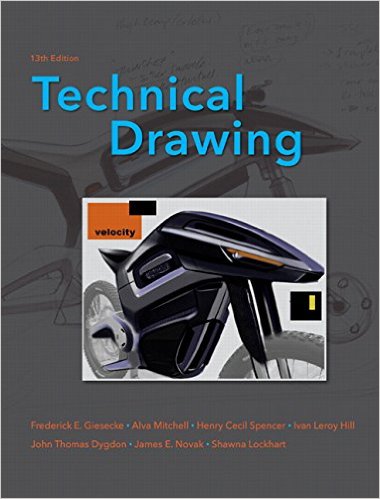 13th Edition
Technical
Drawing
velocity
Frederick E. Giesecke • Alva Mitchell • Henry Cecil Spencer • Ivan Leroy Hill
John Thomas Dygdon • James E. Novak • Shawna Lockhart